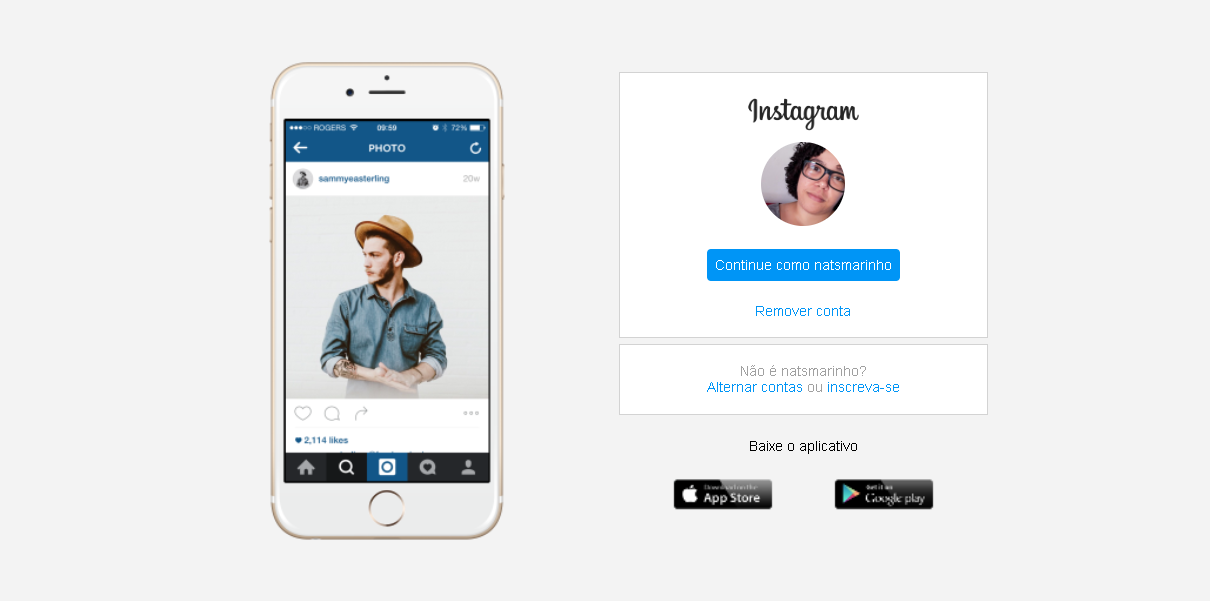 ROGERS 09:59 72%
PHOTO
sammyeasterling 20w
2,114 likes
Instagram
Continue como natsmarinho
Remover conta
Não é natsmarinho?
Alternar contas ou inscreva-se
Baixe o aplicativo
Download on the
App Store
Get it on
Google play